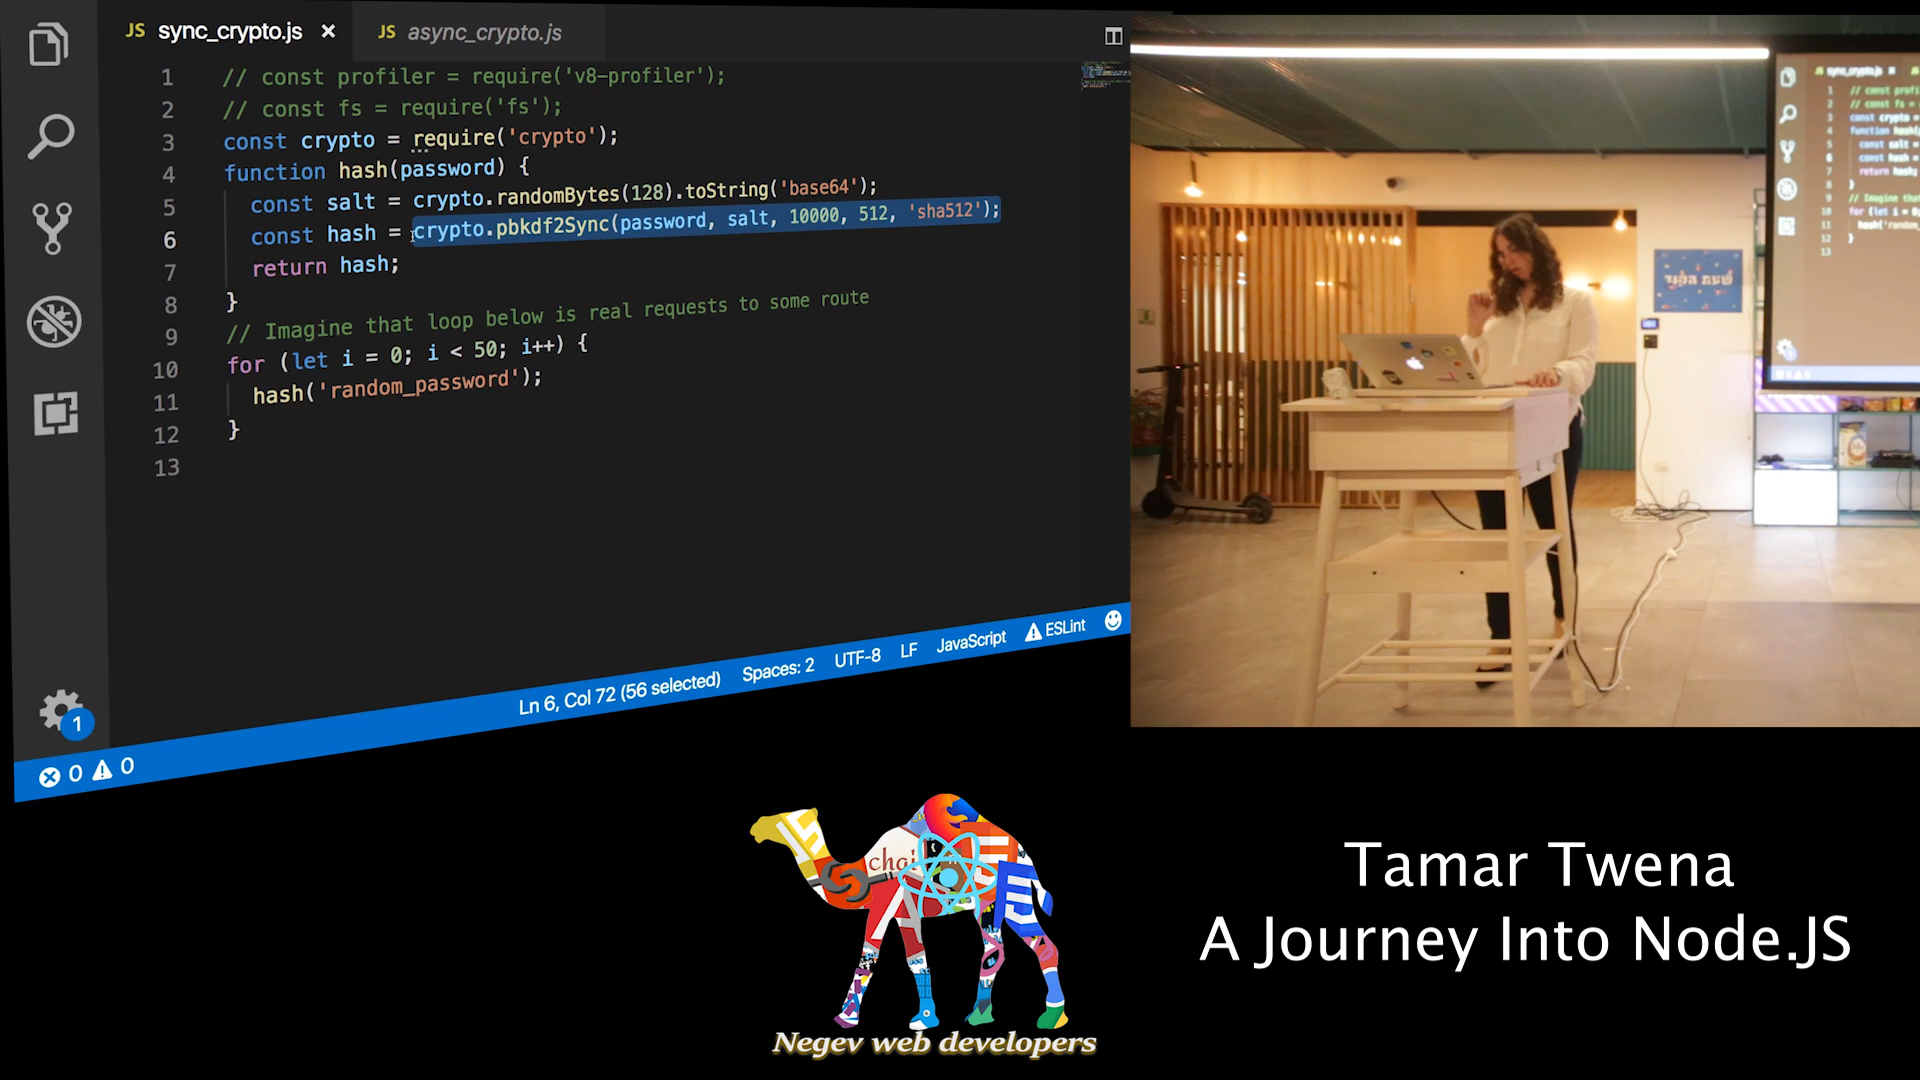 JS sync_crypto.js × JS async_crypto.js
1 // const profiler = require('v8-profiler');
2 // const fs = require('fs');
3 const crypto = require('crypto');
4 function hash(password) {
5 const salt = crypto.randomBytes(128).toString('base64');
6 const hash = crypto.pbkdf2Sync(password, salt, 10000, 512, 'sha512');
7 return hash;
8 }
9 // Imagine that loop below is real requests to some route
10 for (let i = 0; i < 50; i++) {
11 hash('random_password');
12 }
13
1
0 0
Ln 6, Col 72 (56 selected) Spaces: 2 UTF-8 LF JavaScript ESLint
sync_crypto.js
JS
chai
Negev web developers
Tamar Twena
A Journey Into Node.JS